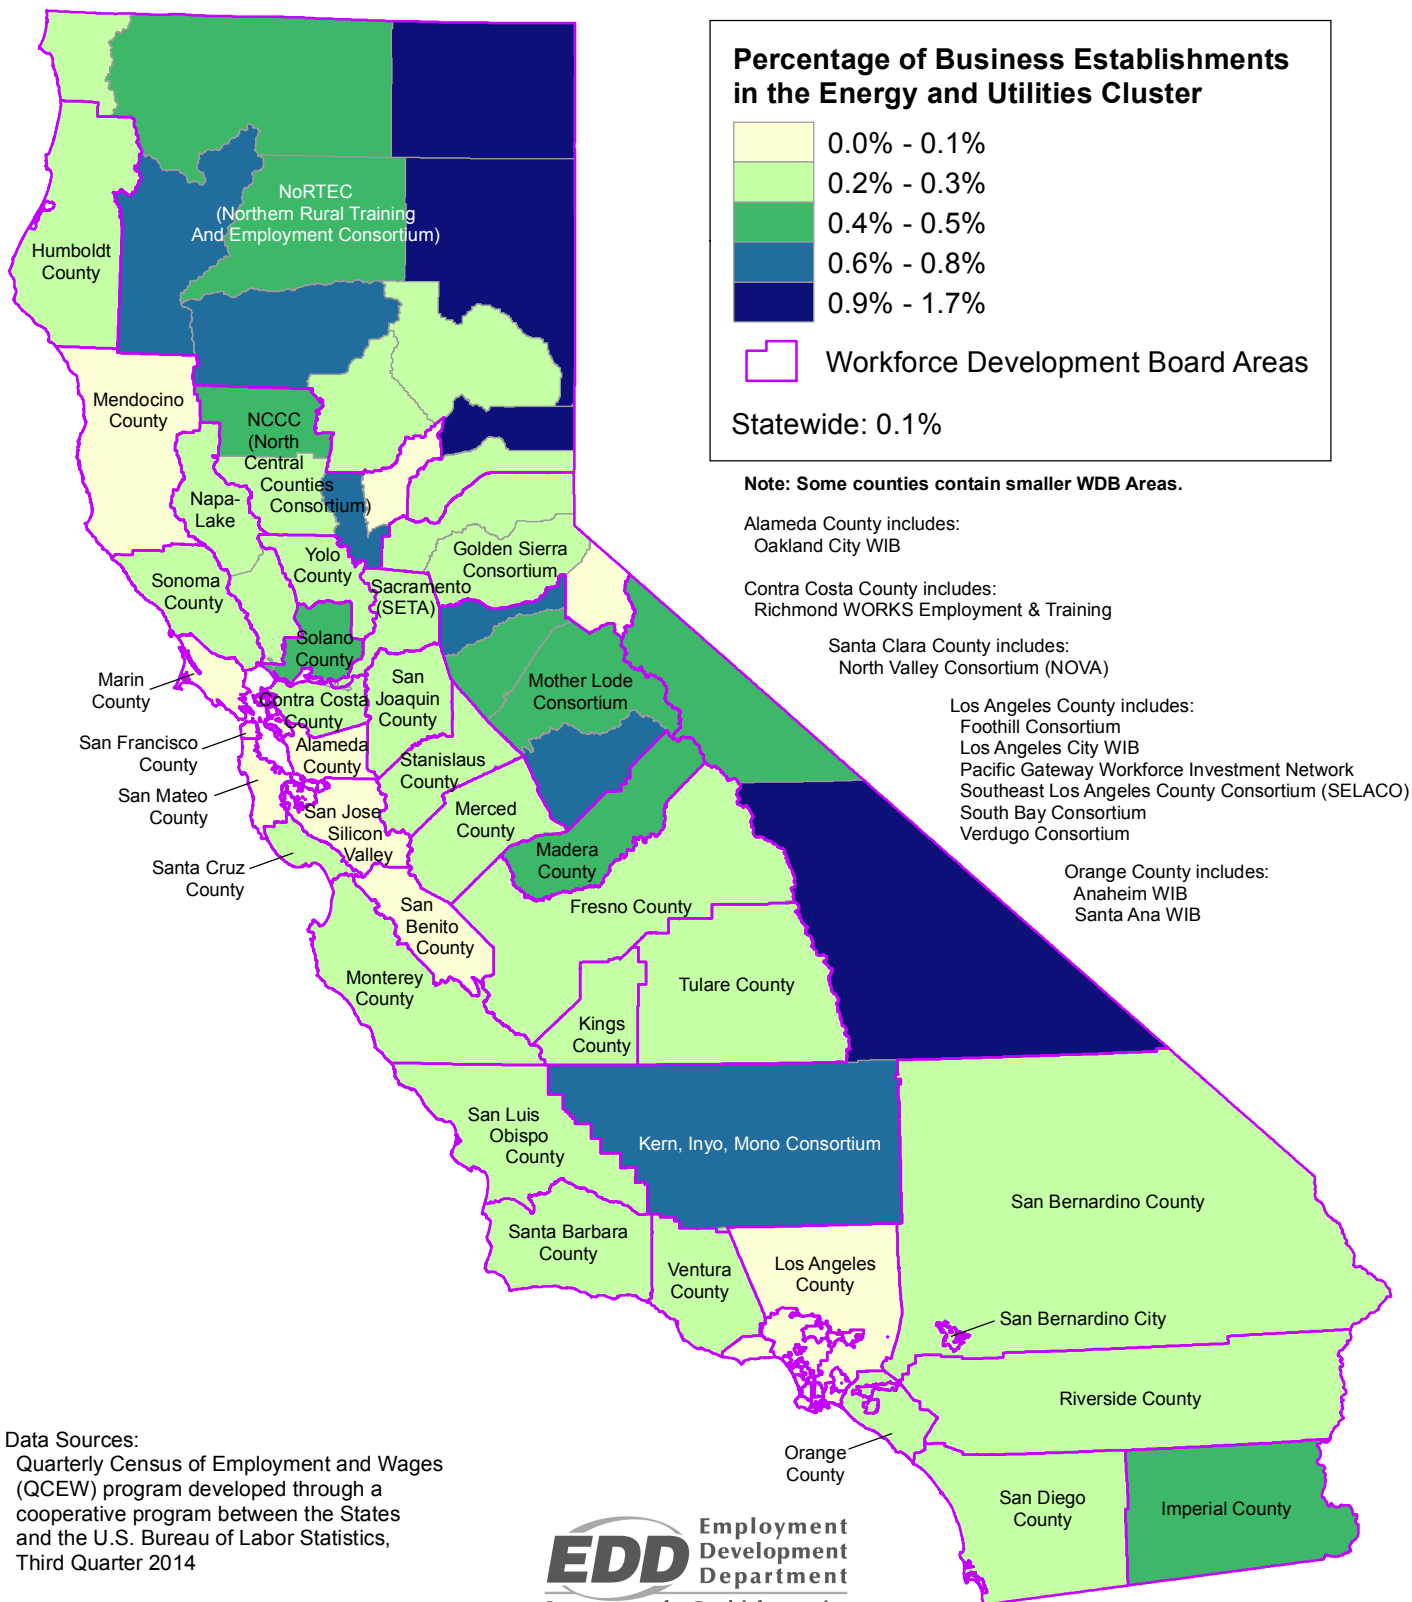 Percentage of Business Establishments
in the Energy and Utilities Cluster
0.0% - 0.1%
0.2% - 0.3%
0.4% - 0.5%
0.6% - 0.8%
0.9% - 1.7%
Workforce Development Board Areas
Statewide: 0.1%
Note: Some counties contain smaller WDB Areas.
Alameda County includes:
Oakland City WIB
Contra Costa County includes:
Richmond WORKS Employment & Training
Santa Clara County includes:
North Valley Consortium (NOVA)
Los Angeles County includes:
Foothill Consortium
Los Angeles City WIB
Pacific Gateway Workforce Investment Network
Southeast Los Angeles County Consortium (SELACO)
South Bay Consortium
Verdugo Consortium
Orange County includes:
Anaheim WIB
Santa Ana WIB
NoRTEC
(Northern Rural Training
And Employment Consortium)
Humboldt
County
Mendocino
County
NCCC
(North
Central
Counties
Consortium)
Napa-
Lake
Golden Sierra
Consortium
Yolo
County
Sonoma
County
Sacramento
(SETA)
Solano
County
Marin
County
San
Joaquin
County
Mother Lode
Consortium
Contra Costa
County
San Francisco
County
Alameda
County
Stanislaus
County
San Mateo
County
San Jose
Silicon
Valley
Merced
County
Santa Cruz
County
Madera
County
San
Benito
County
Fresno County
Monterey
County
Tulare County
Kings
County
San Luis
Obispo
County
Kern, Inyo, Mono Consortium
San Bernardino County
Santa Barbara
County
Ventura
County
Los Angeles
County
San Bernardino City
Riverside County
Orange
County
San Diego
County
Imperial County
Data Sources:
Quarterly Census of Employment and Wages
(QCEW) program developed through a
cooperative program between the States
and the U.S. Bureau of Labor Statistics,
Third Quarter 2014
EDD
Employment
Development
Department